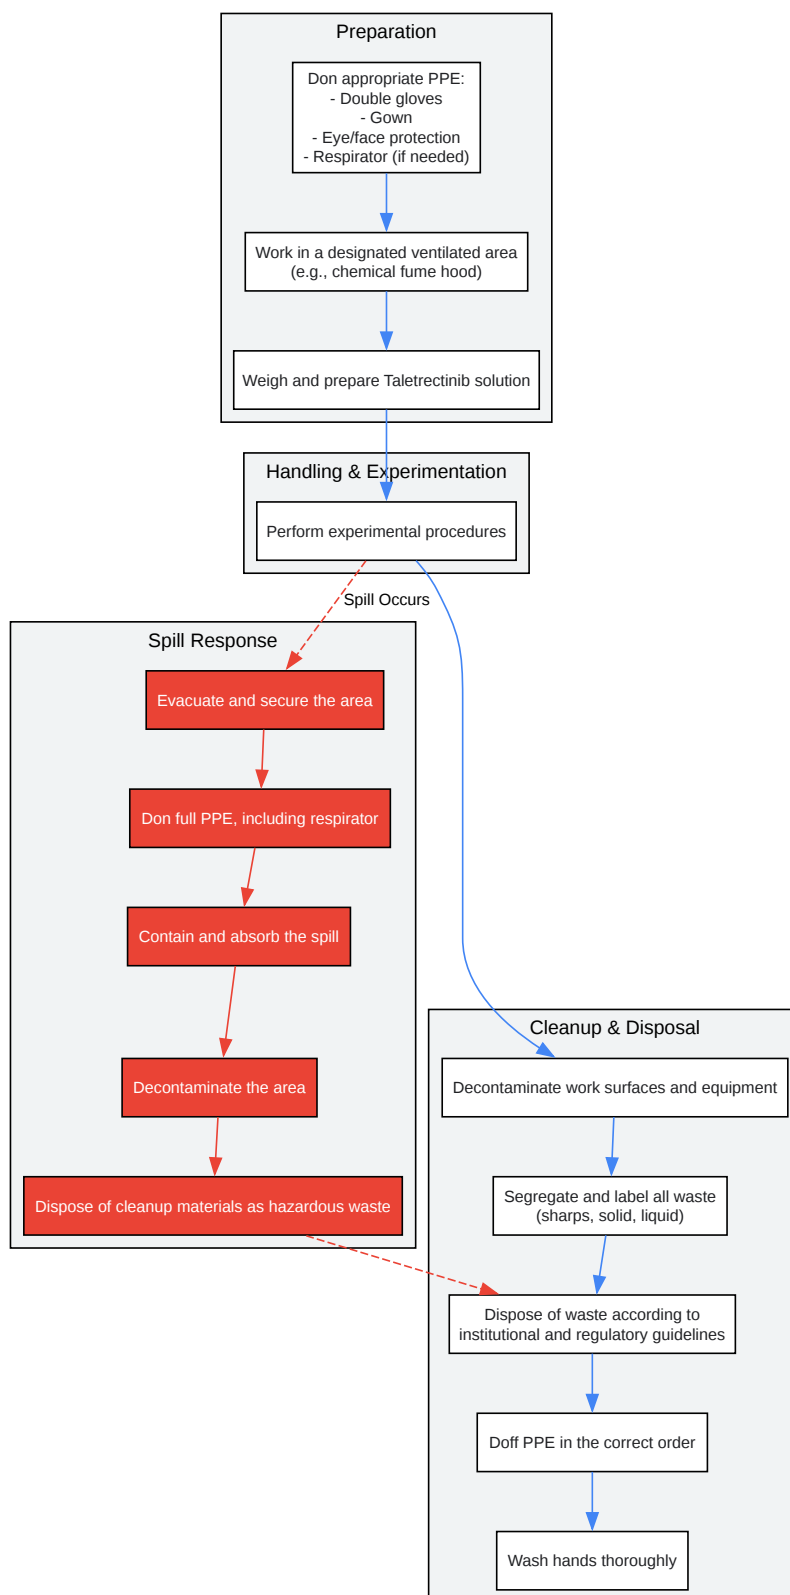 Preparation
Don appropriate PPE:
- Double gloves
- Gown
- Eye/face protection
- Respirator (if needed)
Work in a designated ventilated area
(e.g., chemical fume hood)
Weigh and prepare Taletrectinib solution
Handling & Experimentation
Perform experimental procedures
Spill Occurs
Spill Response
Evacuate and secure the area
Don full PPE, including respirator
Contain and absorb the spill
Decontaminate the area
Dispose of cleanup materials as hazardous waste
Cleanup & Disposal
Decontaminate work surfaces and equipment
Segregate and label all waste
(sharps, solid, liquid)
Dispose of waste according to
institutional and regulatory guidelines
Doff PPE in the correct order
Wash hands thoroughly